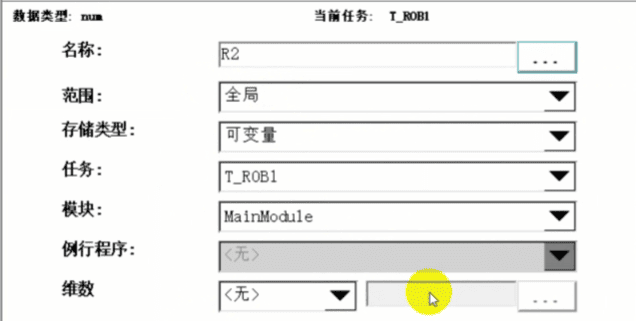 数据类型: num 当前任务: T_ROB1
名称: R2 ...
范围: 全局
存储类型: 可变量
任务: T_ROB1
模块: MainModule
例行程序: <无>
维数 <无> ...